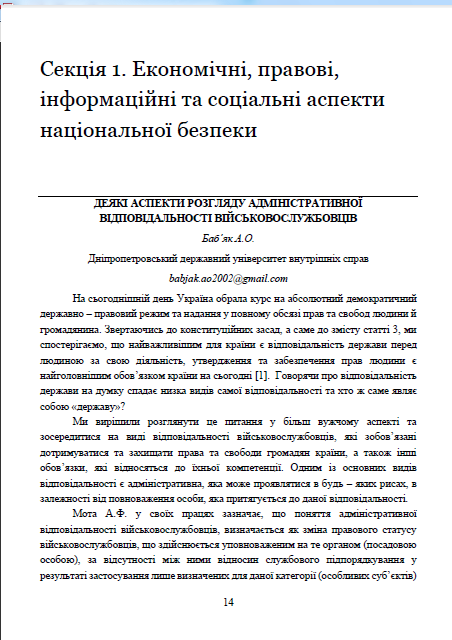 Секція 1. Економічні, правові,
інформаційні та соціальні аспекти
національної безпеки
ДЕЯКІ АСПЕКТИ РОЗГЛЯДУ АДМІНІСТРАТИВНОЇ
ВІДПОВІДАЛЬНОСТІ ВІЙСЬКОВОСЛУЖБОВЦІВ
Баб’як А.О.
Дніпропетровський державний університет внутрішніх справ
babjak.ao2002@gmail.com
На сьогоднішній день Україна обрала курс на абсолютний демократичний
державно – правовий режим та надання у повному обсязі прав та свобод людини й
громадянина. Звертаючись до конституційних засад, а саме до змісту статті 3, ми
спостерігаємо, що найважливішим для країни є відповідальність держави перед
людиною за свою діяльність, утвердження та забезпечення прав людини є
найголовнішим обов’язком країни на сьогодні [1]. Говорячи про відповідальність
держави на думку спадає низка видів самої відповідальності та хто ж саме являє
собою «державу»?
Ми вирішили розглянути це питання у більш вужчому аспекті та
зосередитися на виді відповідальності військовослужбовців, які зобов’язані
дотримуватися та захищати права та свободи громадян країни, а також інші
обов’язки, які відносяться до їхньої компетенції. Одним із основних видів
відповідальності є адміністративна, яка може проявлятися в будь – яких рисах, в
залежності від повноваження особи, яка притягується до даної відповідальності.
Мота А.Ф. у своїх працях зазначає, що поняття адміністративної
відповідальності військовослужбовців, визначається як зміна правового статусу
військовослужбовців, що здійснюється уповноваженим на те органом (посадовою
особою), за відсутності між ними відносин службового підпорядкування у
результаті застосування лише визначених для даної категорії (особливих суб’єктів)
14